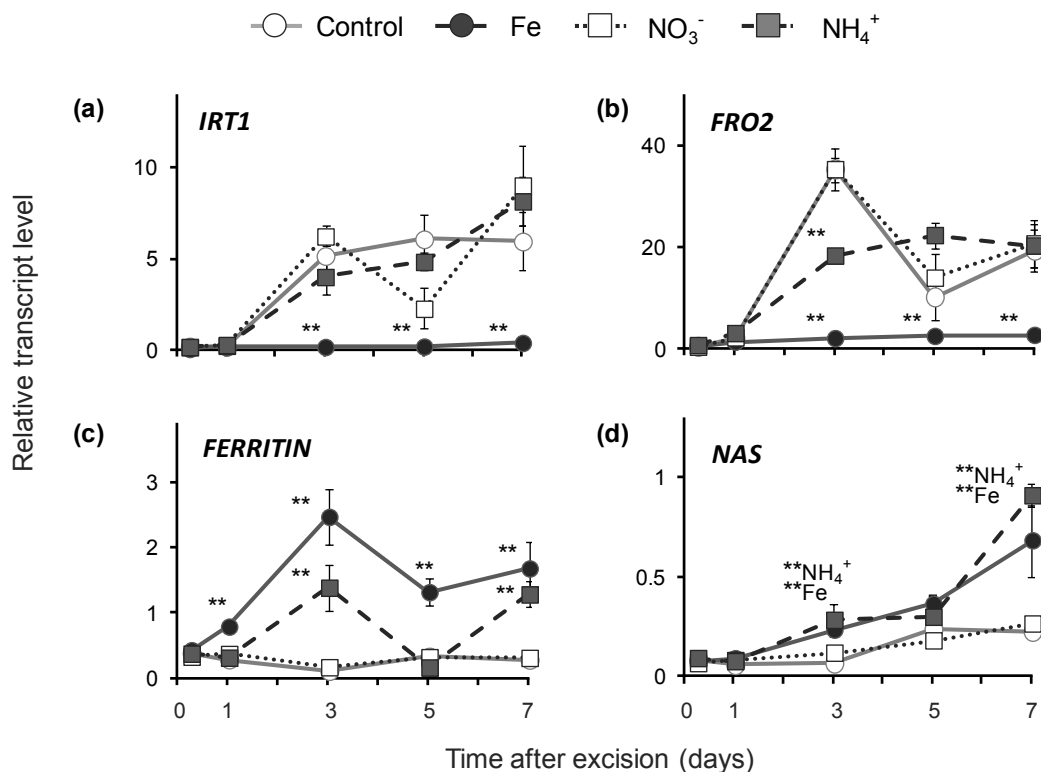 Control Fe NO₃⁻ NH₄⁺
(a) IRT1
10
5
0
(b) FRO2
40
20
0
Relative transcript level
(c) FERRITIN
3
2
1
0
**
**
**
**
**
**
**
**
**
**
**
**
**
(d) NAS
1
0.5
0
**NH₄⁺
**Fe
**NH₄⁺
**Fe
0 1 3 5 7
0 1 3 5 7
Time after excision (days)